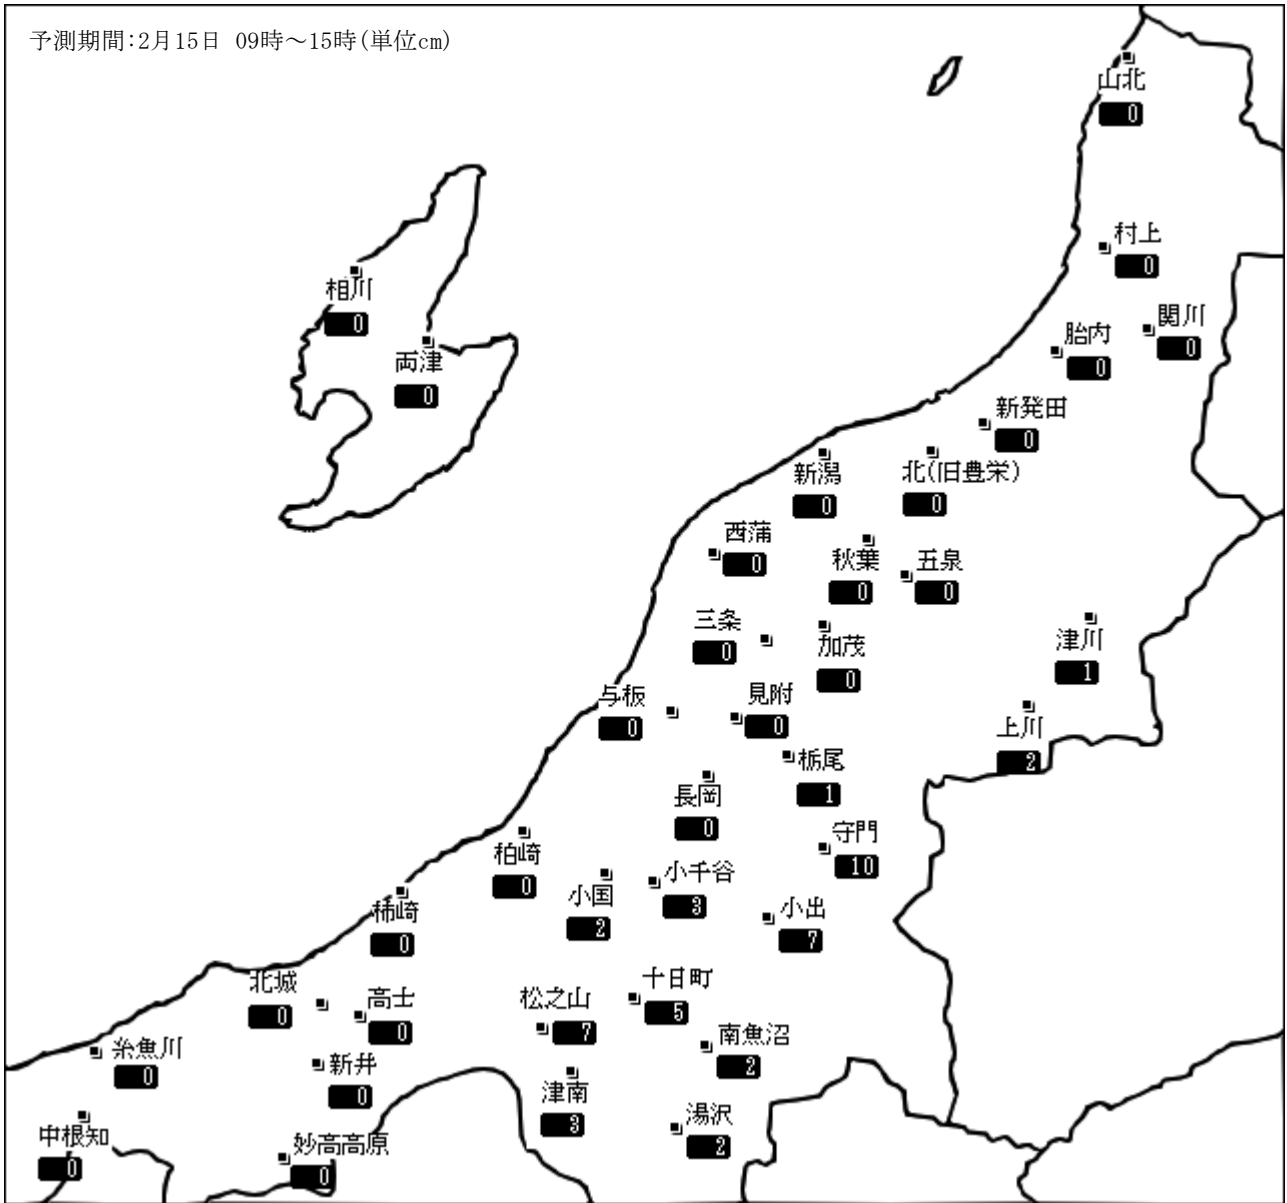 予測期間:2月15日 09時～15時(単位cm)
山北
0
村上
0
相川
0
関川
0
胎内
0
両津
0
新発田
0
新潟
0
北(旧豊栄)
0
西蒲
0
秋葉
0
五泉
0
三条
0
加茂
0
津川
1
与板
0
見附
0
上川
2
栃尾
1
長岡
0
守門
10
柏崎
0
小国
2
小千谷
3
小出
7
柿崎
0
北城
0
高士
0
松之山
7
十日町
5
南魚沼
2
糸魚川
0
新井
0
津南
3
湯沢
2
中根知
0
妙高高原
0